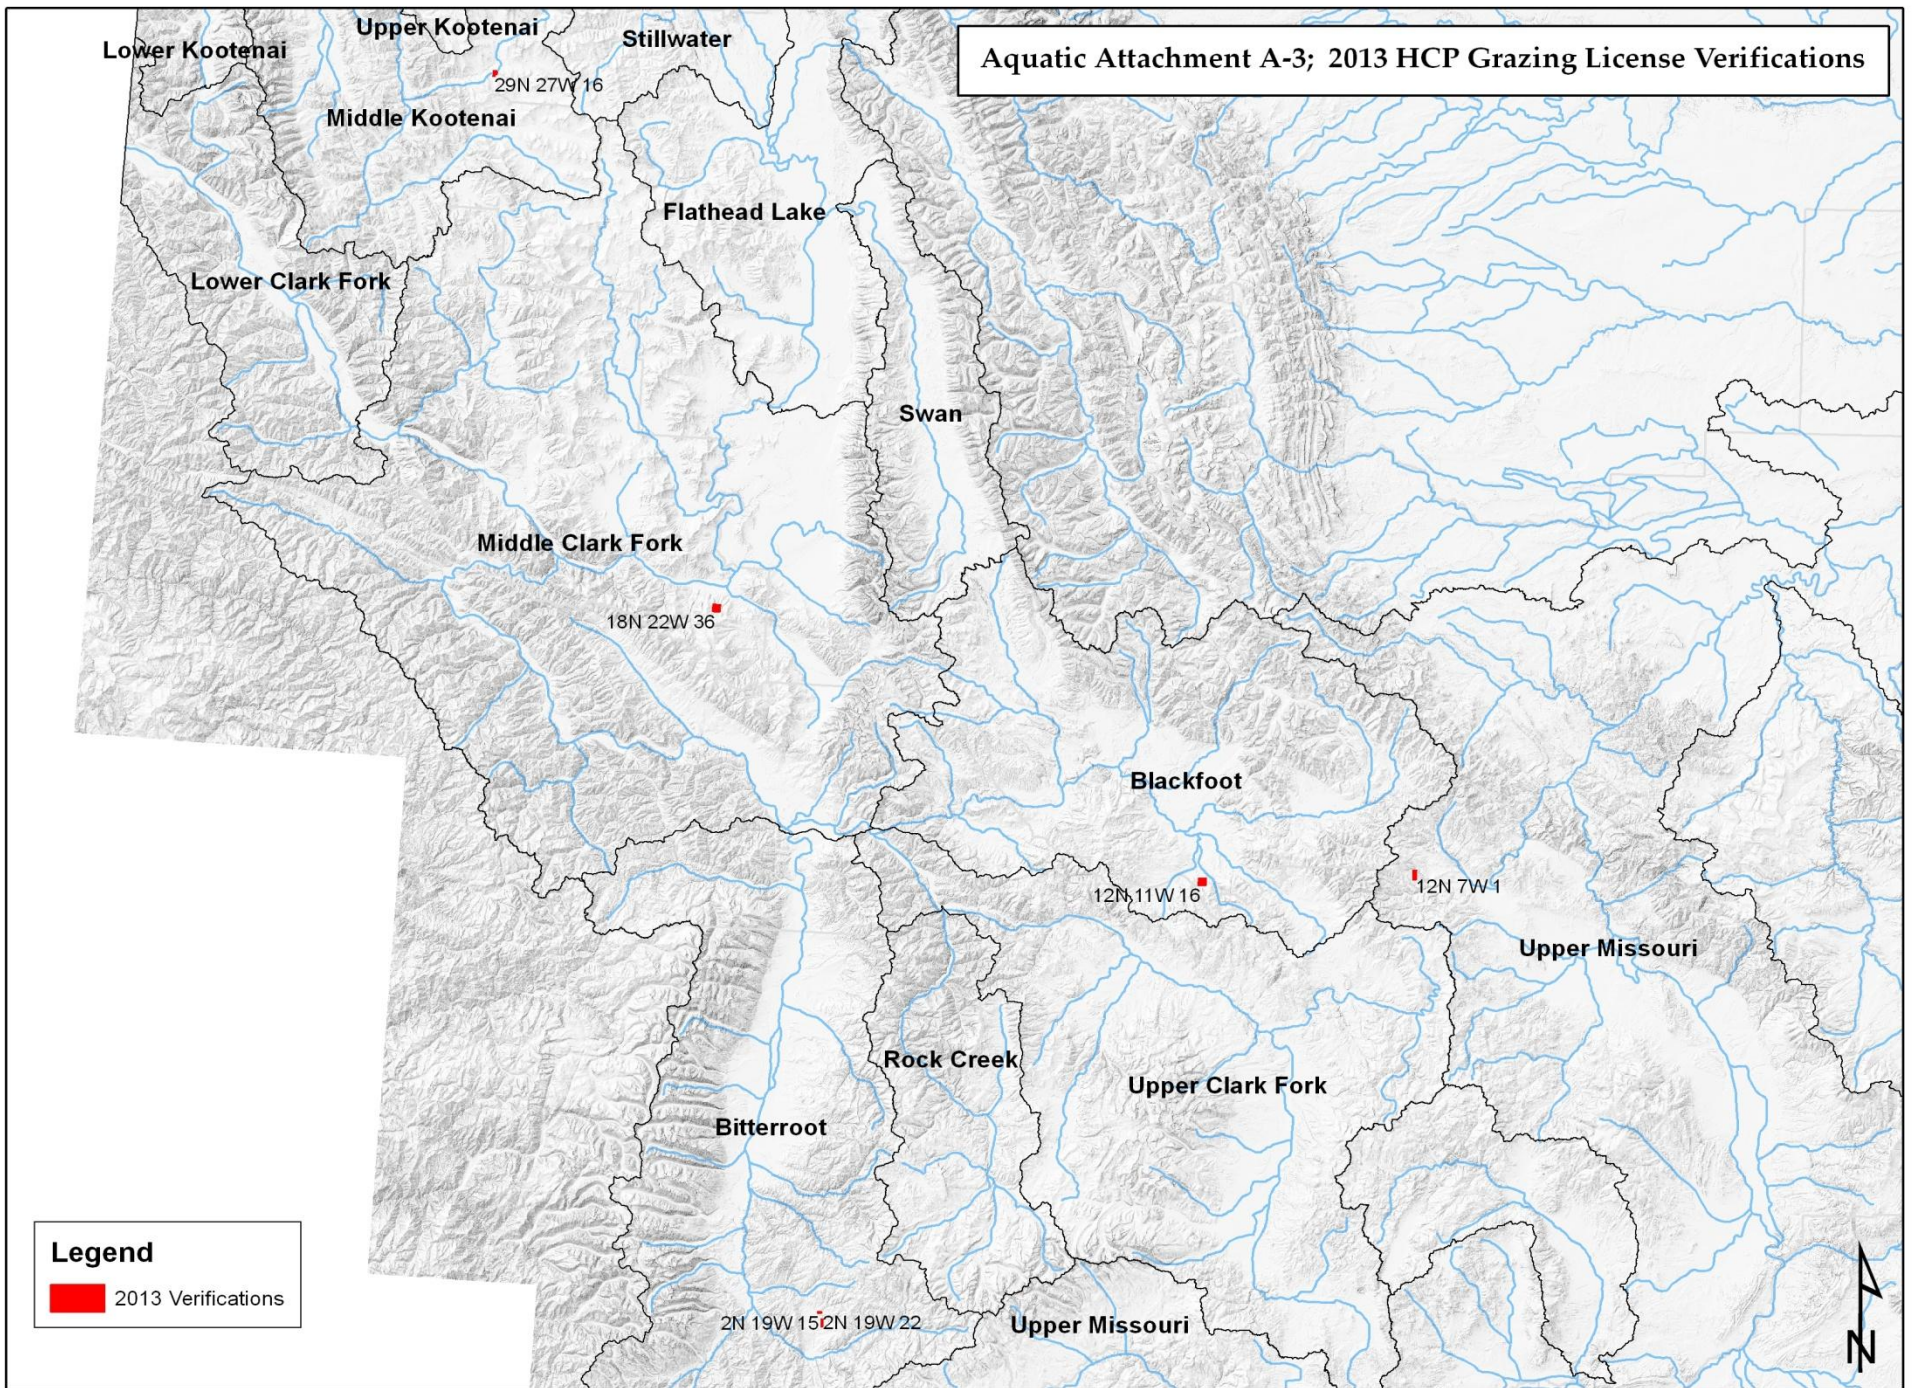 Aquatic Attachment A-3; 2013 HCP Grazing License Verifications
Upper Kootenai
Stillwater
Lower Kootenai
29N 27W 16
Middle Kootenai
Flathead Lake
Lower Clark Fork
Swan
Middle Clark Fork
18N 22W 36
Blackfoot
12N 11W 16
12N 7W 1
Upper Missouri
Rock Creek
Upper Clark Fork
Bitterroot
2N 19W 15
2N 19W 22
Upper Missouri
Legend
2013 Verifications
N